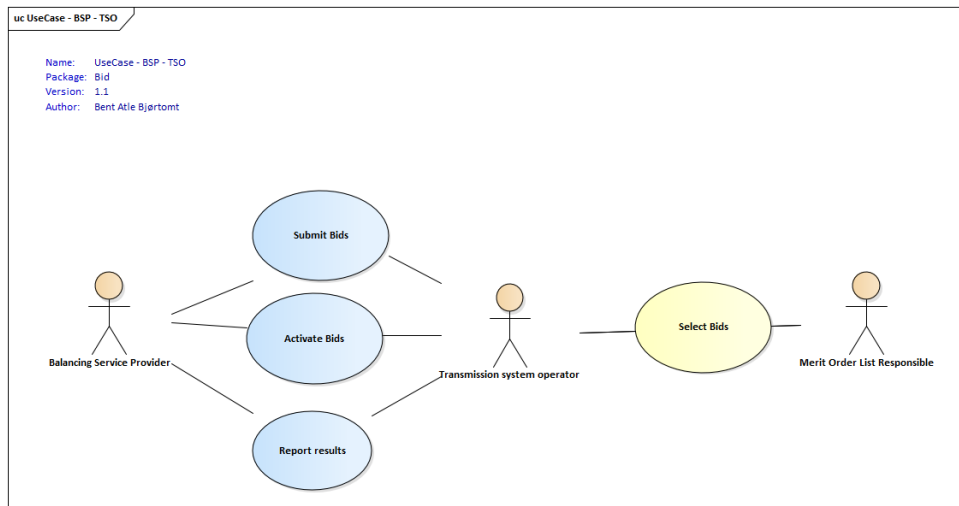 uc UseCase - BSP - TSO
Name: UseCase - BSP - TSO
Package: Bid
Version: 1.1
Author: Bent Atle Bjørtomt
Submit Bids
Activate Bids
Select Bids
Balancing Service Provider
Transmission system operator
Merit Order List Responsible
Report results